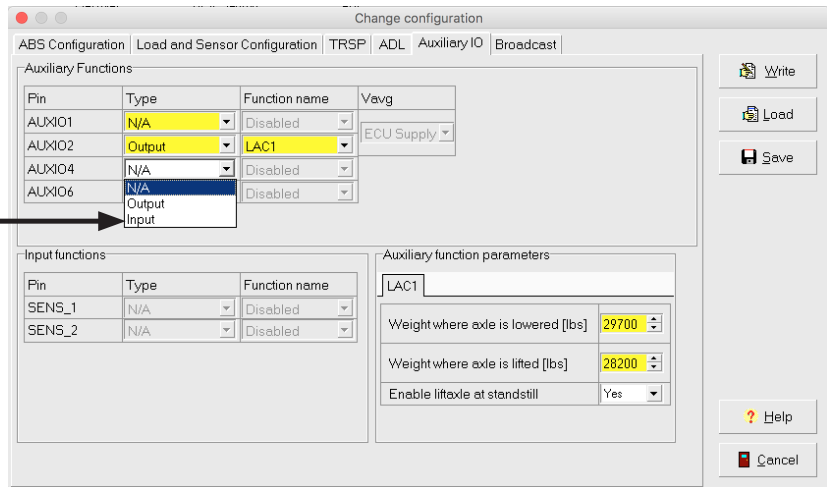 Change configuration
ABS Configuration Load and Sensor Configuration TRSP ADL Auxiliary IO Broadcast
Auxiliary Functions
Pin Type Function name Vavg
AUXIO1 N/A Disabled ECU Supply
AUXIO2 Output LAC1
AUXIO4 N/A Disabled
AUXIO6 Disabled
N/A
Output
Input
Input functions
Pin Type Function name
SENS_1 N/A Disabled
SENS_2 N/A Disabled
Auxiliary function parameters
LAC1
Weight where axle is lowered [lbs] 29700
Weight where axle is lifted [lbs] 28200
Enable liftaxle at standstill Yes
Write
Load
Save
? Help
Cancel